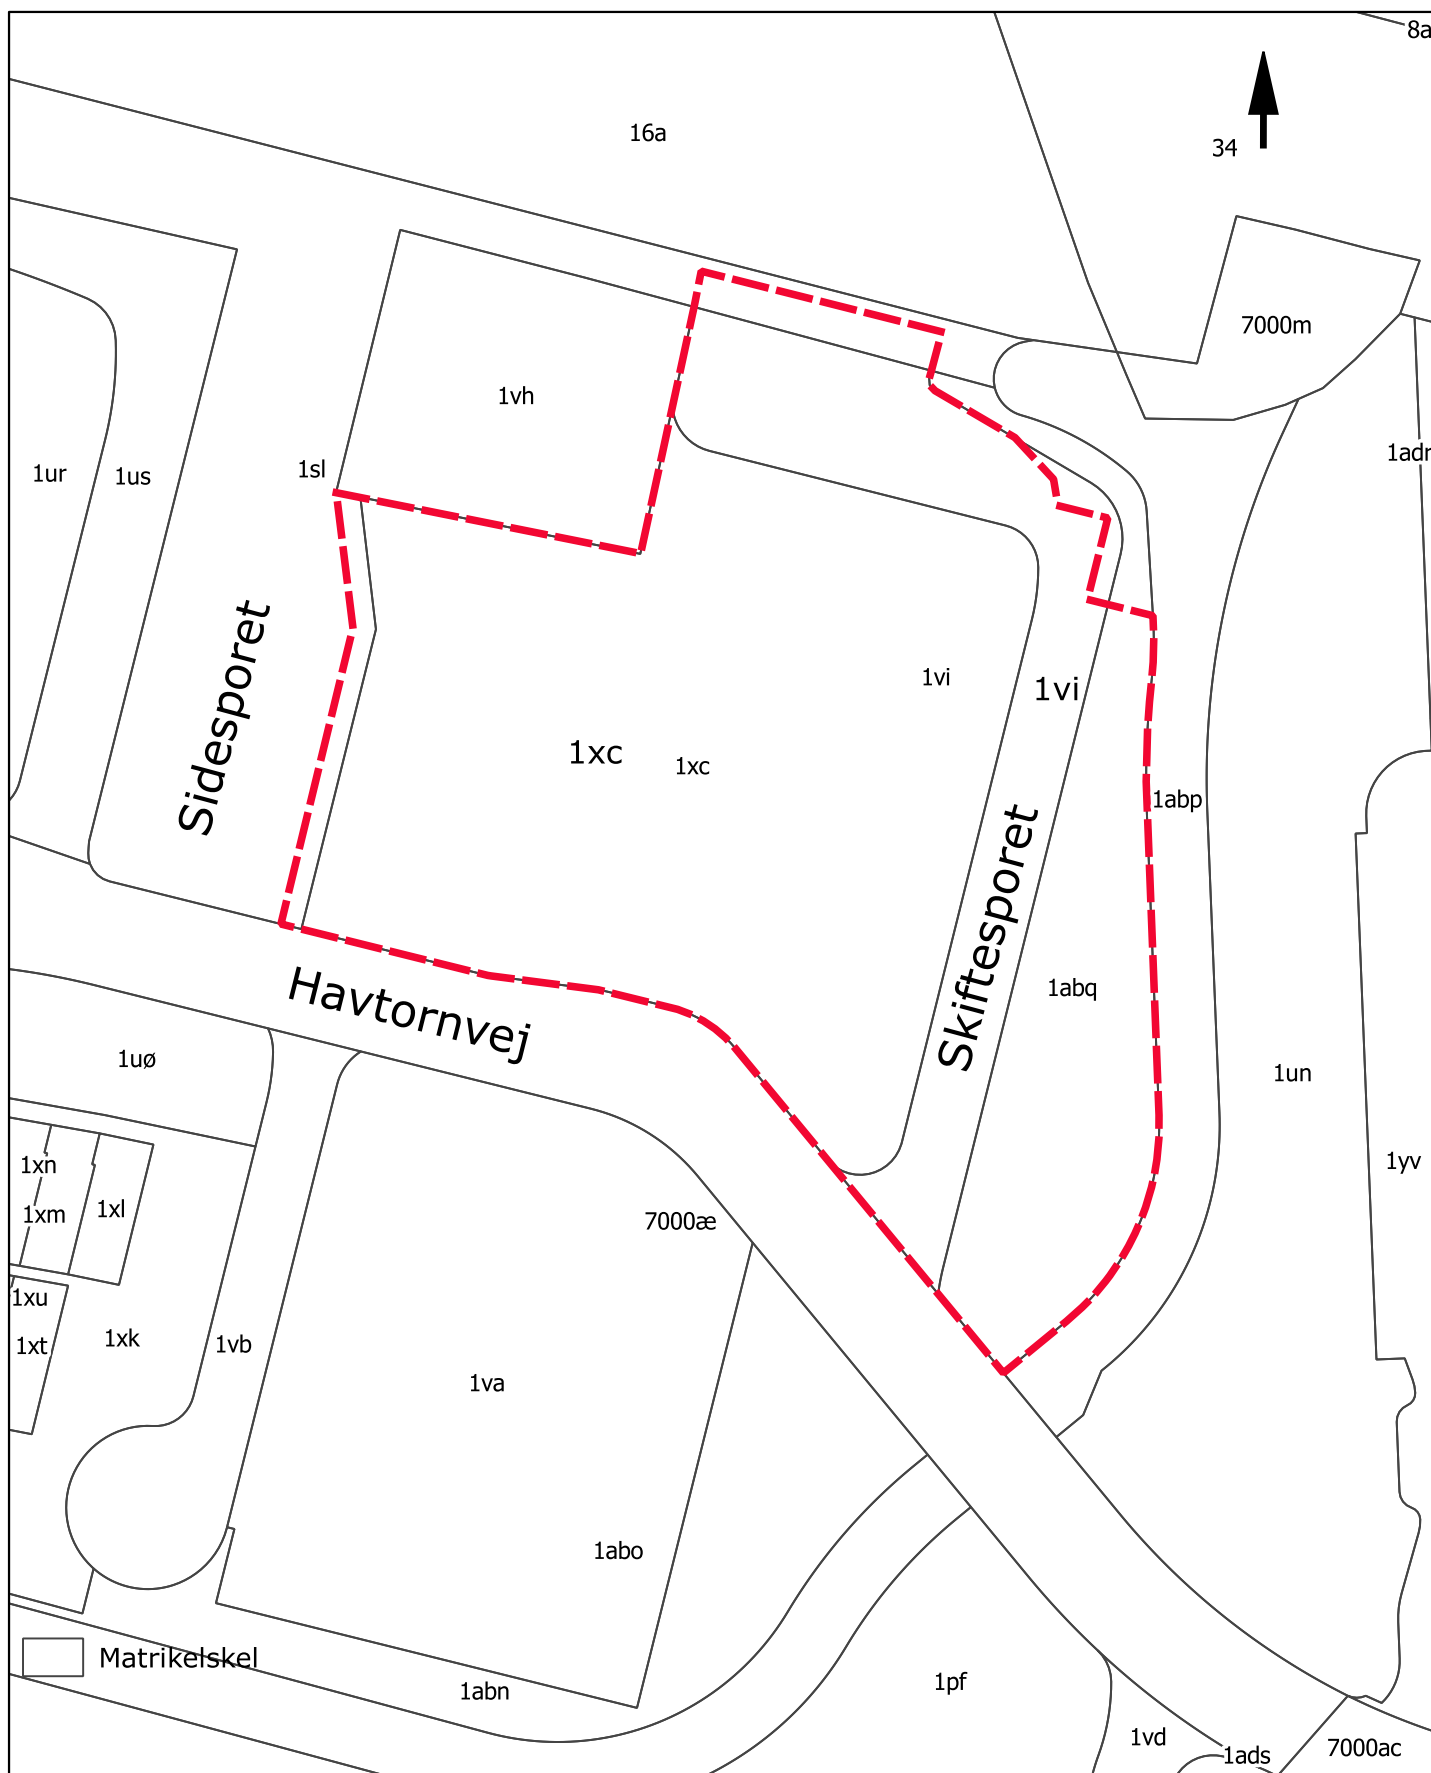 8a
16a
34
7000m
1vh
1adr
1sl
1ur
1us
Sidesporet
1vi
1vi
1xc
1xc
1abp
Skiftesporet
1abq
Havtornvej
1uø
1un
1xn
1yv
1xl
1xm
7000æ
1xu
1xt
1xk
1vb
1va
1abo
Matrikelskel
1pf
1abn
1vd
7000ac
1ads